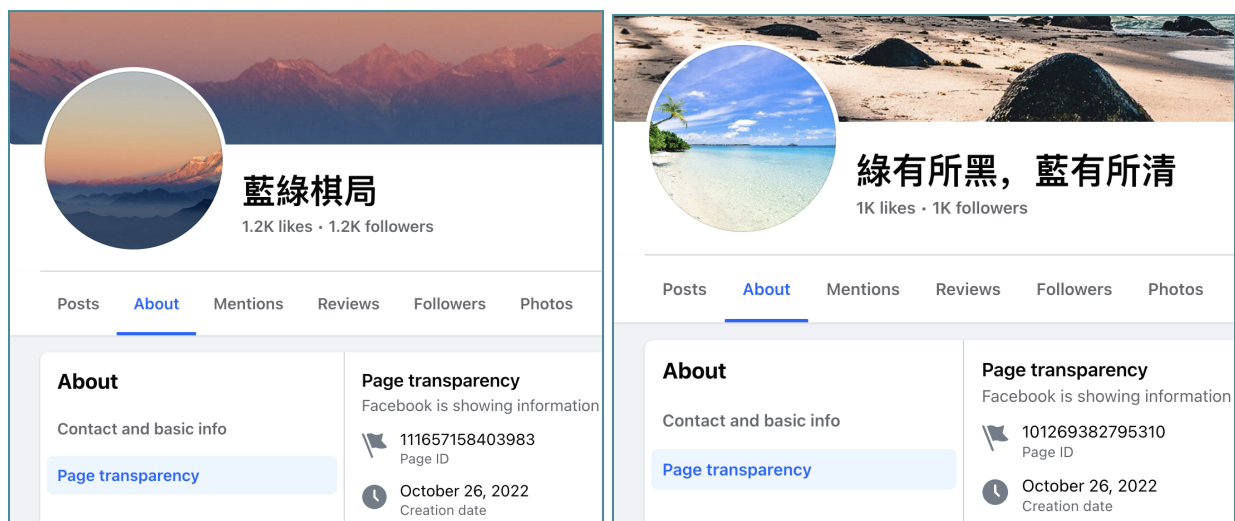 藍綠棋局
1.2K likes • 1.2K followers
Posts
About
Mentions
Reviews
Followers
Photos
About
Contact and basic info
Page transparency
Page transparency
Facebook is showing information
111657158403983
Page ID
October 26, 2022
Creation date
綠有所黑，藍有所清
1K likes • 1K followers
Posts
About
Mentions
Reviews
Followers
Photos
About
Contact and basic info
Page transparency
Page transparency
Facebook is showing information
101269382795310
Page ID
October 26, 2022
Creation date